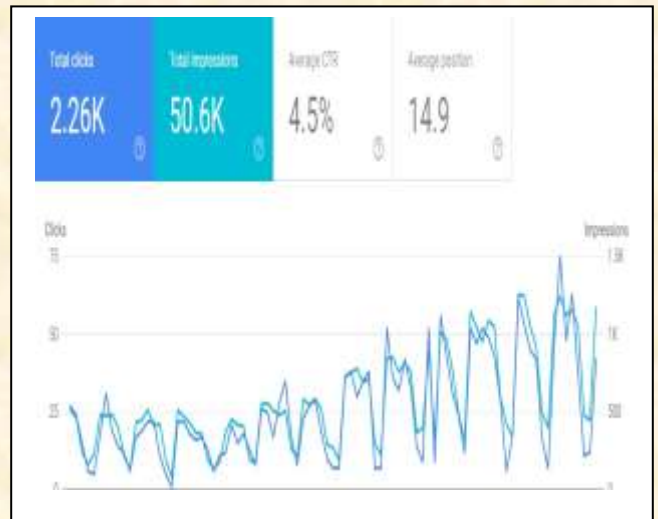 Total clicks Total impressions Average CTR Average position
2.26K 50.6K 4.5% 14.9
Clicks Impressions
75 1.5K
50 1K
25 500
0 0